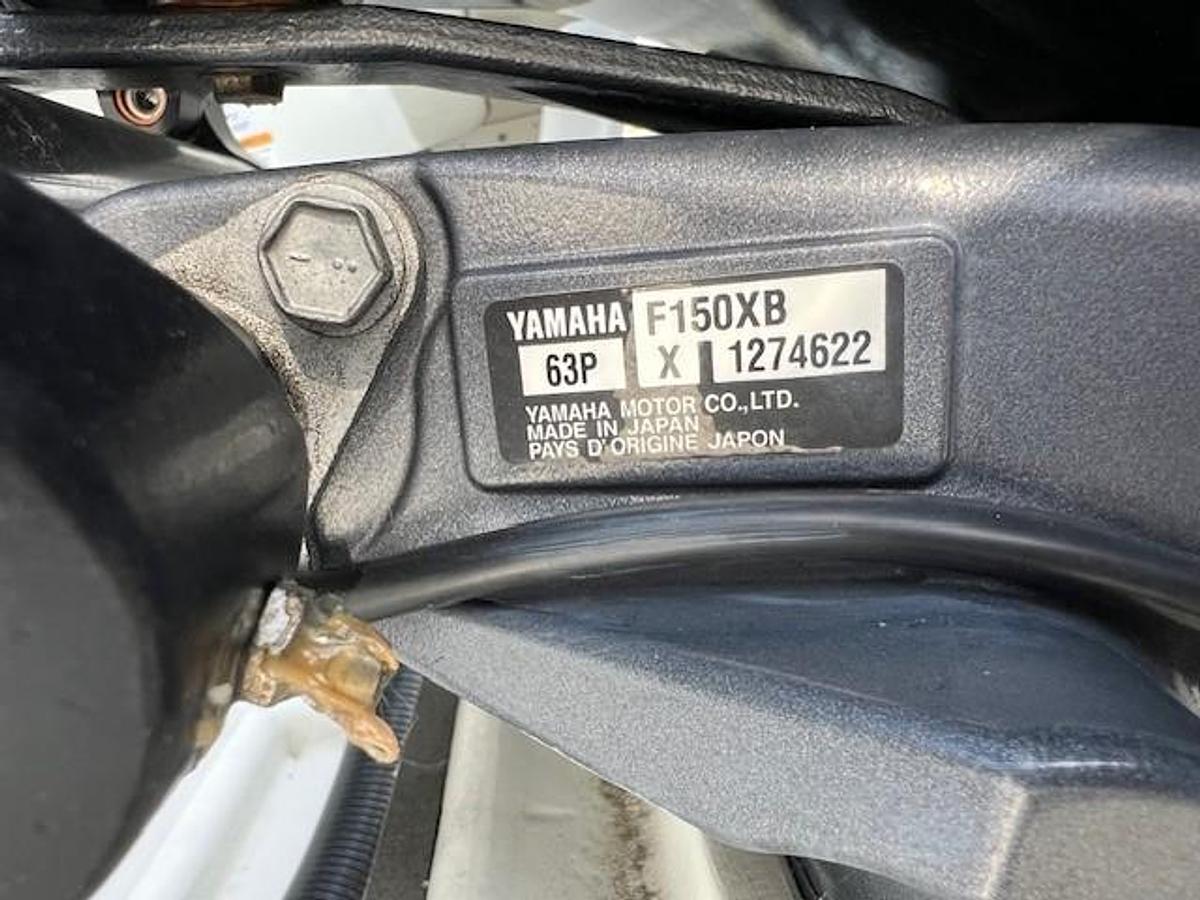 YAMAHA F150XB
63P X 1274622
YAMAHA MOTOR CO.,LTD.
MADE IN JAPAN
PAYS D'ORIGINE JAPON